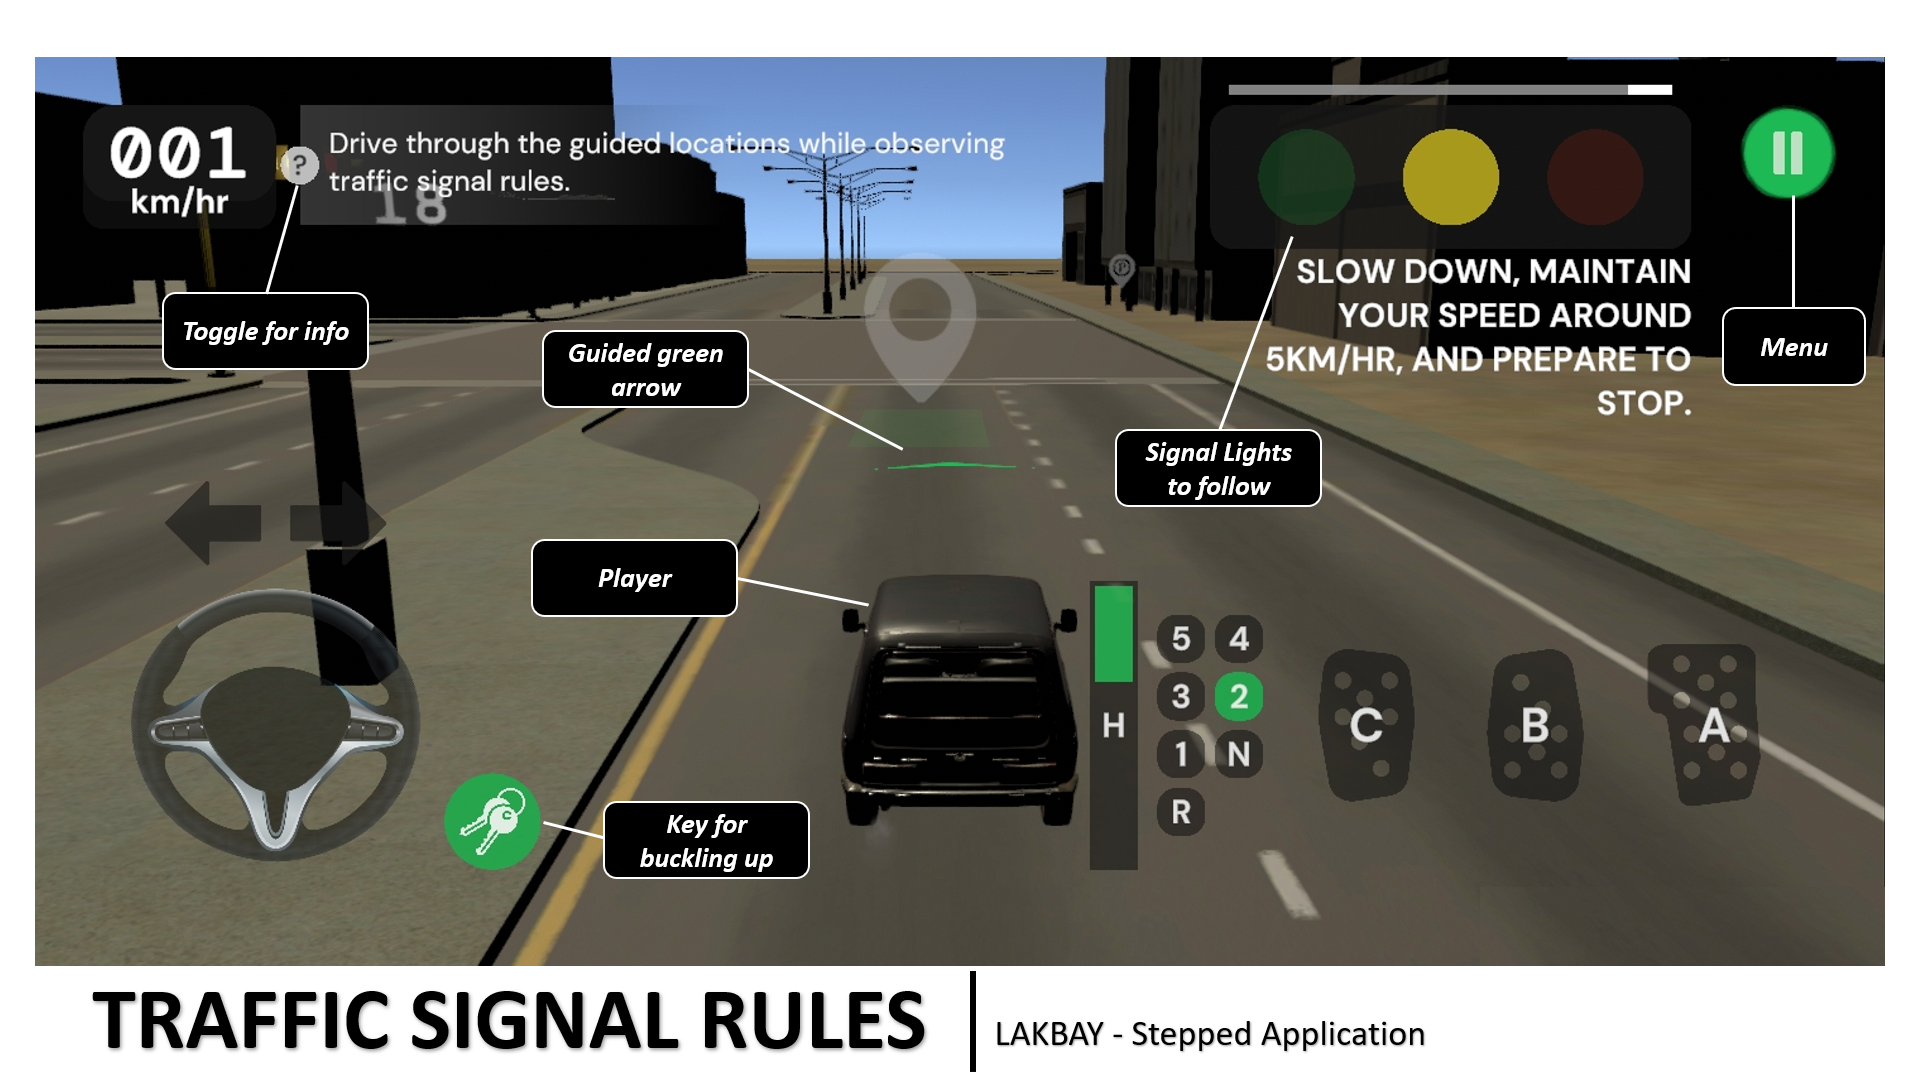 001
km/hr
?
Drive through the guided locations while observing
traffic signal rules.
18
SLOW DOWN, MAINTAIN
YOUR SPEED AROUND
5KM/HR, AND PREPARE TO
STOP.
P
Toggle for info
Guided green
arrow
Menu
Signal Lights
to follow
Player
Key for
buckling up
H
5 4
3 2
1 N
R
C
B
A
TRAFFIC SIGNAL RULES
LAKBAY - Stepped Application